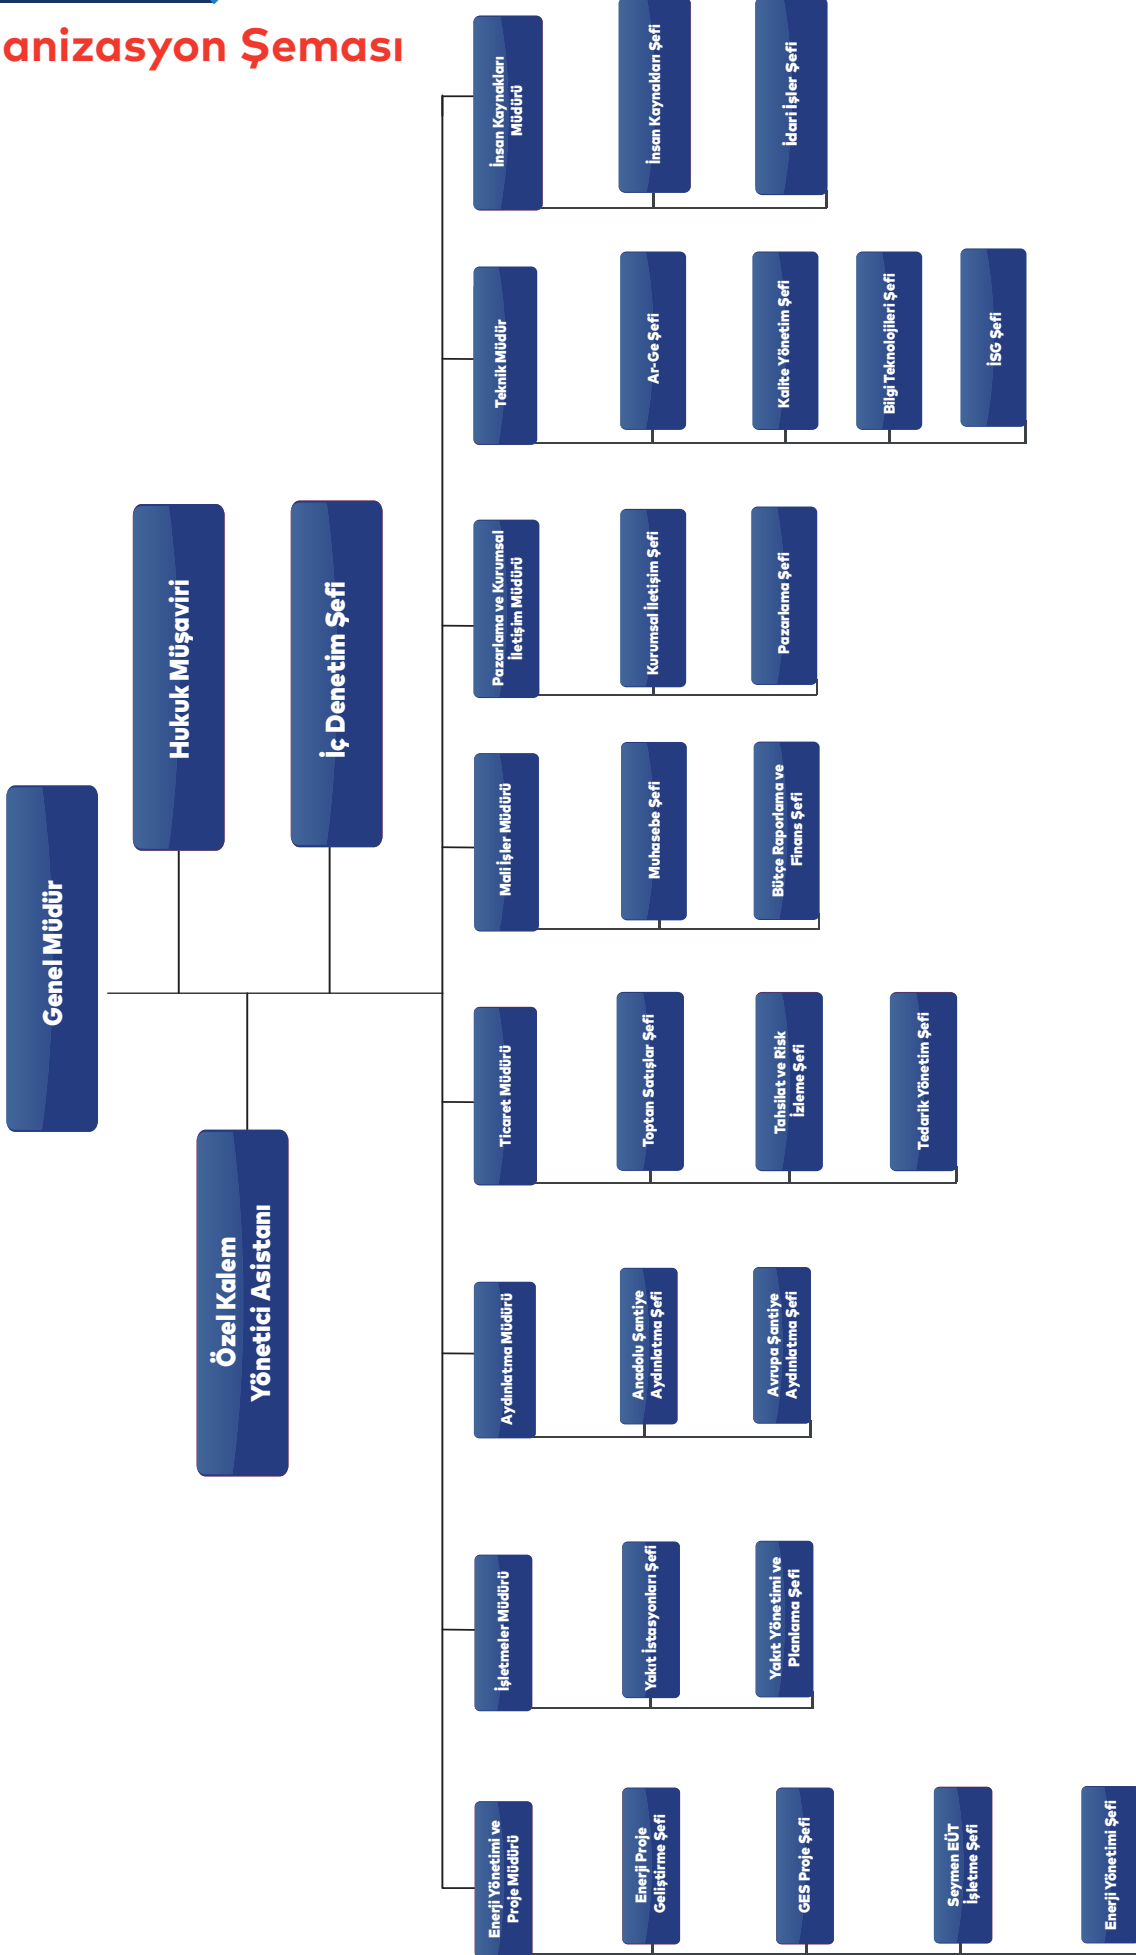 anizasyon Şeması
Genel Müdür
Hukuk Müşaviri
İç Denetim Şefi
Özel Kalem
Yönetici Asistanı
Enerji Yönetimi ve
Proje Müdürü
Enerji Proje
Geliştirme Şefi
GES Proje Şefi
Seymen EÜT
İşletme Şefi
Enerji Yönetimi Şefi
İşletmeler Müdürü
Yakıt İstasyonları Şefi
Yakıt Yönetimi ve
Planlama Şefi
Aydınlatma Müdürü
Anadolu Şantiye
Aydınlatma Şefi
Avrupa Şantiye
Aydınlatma Şefi
Ticaret Müdürü
Toptan Satışlar Şefi
Tahsilat ve Risk
İzleme Şefi
Tedarik Yönetim Şefi
Mali İşler Müdürü
Muhasebe Şefi
Bütçe Raporlama ve
Finans Şefi
Pazarlama ve Kurumsal
İletişim Müdürü
Kurumsal İletişim Şefi
Pazarlama Şefi
Teknik Müdür
Ar-Ge Şefi
Kalite Yönetim Şefi
Bilgi Teknolojileri Şefi
İSG Şefi
İnsan Kaynakları
Müdürü
İnsan Kaynakları Şefi
İdari İşler Şefi